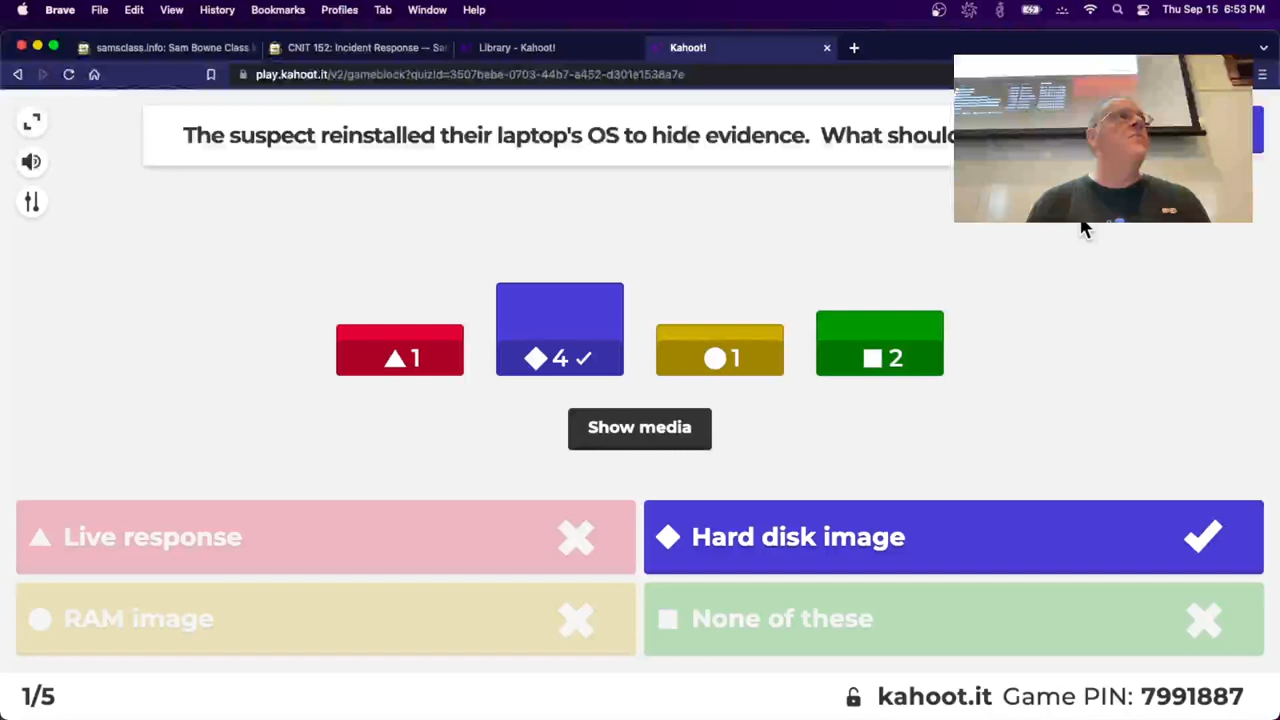 Brave File Edit View History Bookmarks Profiles Tab Window Help Thu Sep 15 6:53 PM
samsclass.info: Sam Bowne Class CNIT 152: Incident Response — Sa Library - Kahoot! Kahoot!
play.kahoot.it/v2/gameblock?quizId=3507bebe-0703-44b7-a452-d301e1538a7e
The suspect reinstalled their laptop's OS to hide evidence. What should
1
4
1
2
Show media
Live response
Hard disk image
RAM image
None of these
1/5
kahoot.it Game PIN: 7991887